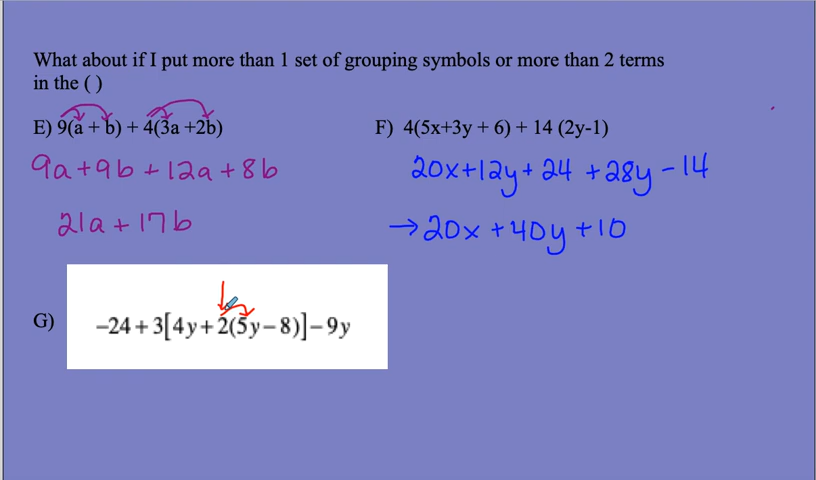 What about if I put more than 1 set of grouping symbols or more than 2 terms
in the ( )
E) 9(a + b) + 4(3a +2b)
9a+9b+12a+8b
21a+17b
F) 4(5x+3y + 6) + 14 (2y-1)
20x+12y+24 +28y-14
→20x+40y+10
G) −24+3[4y+2(5y−8)]−9y